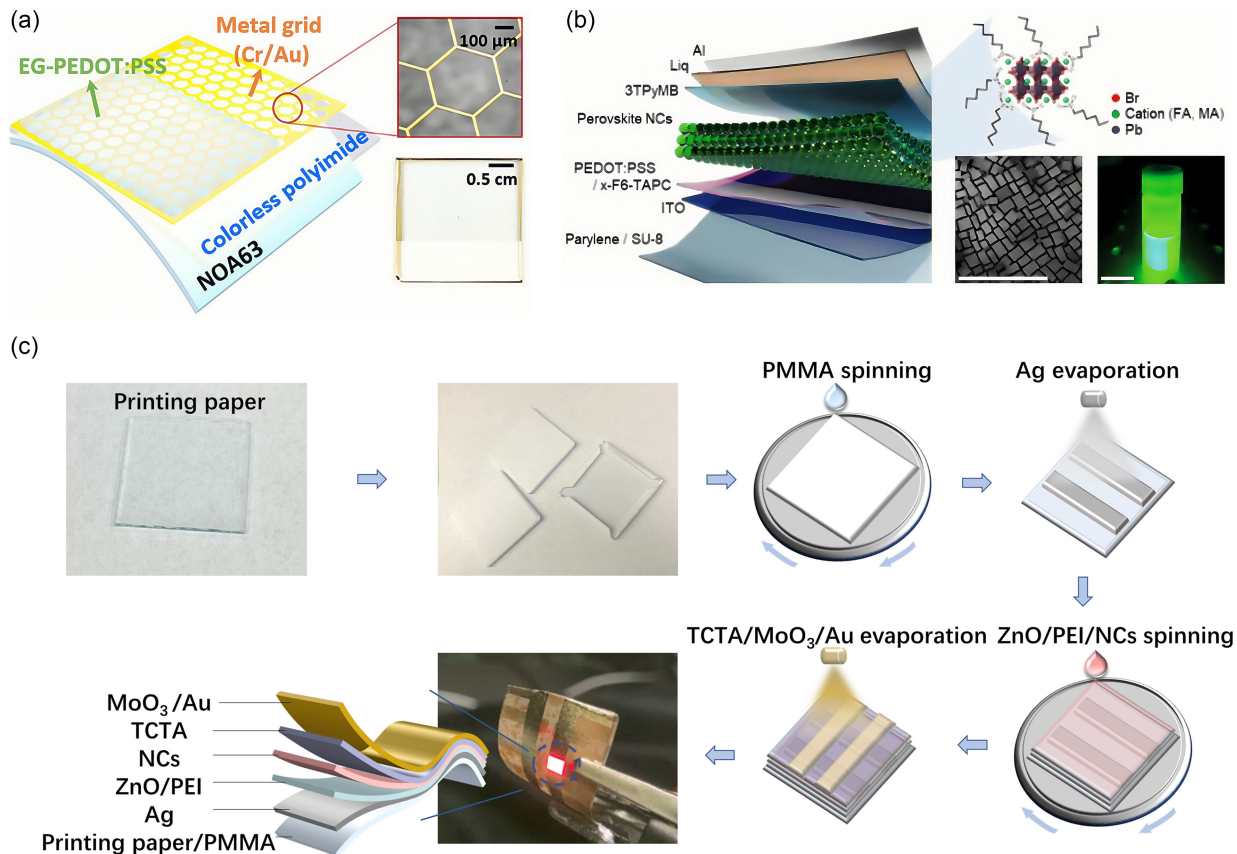 (a)
Metal grid
(Cr/Au)
EG-PEDOT:PSS
100 μm
0.5 cm
Colorless polyimide
NOA63
(b)
Al
Liq
3TPyMB
Perovskite NCs
PEDOT:PSS
/ x-F6-TAPC
ITO
Parylene / SU-8
Br
Cation (FA, MA)
Pb
(c)
Printing paper
PMMA spinning
Ag evaporation
TCTA/MoO₃/Au evaporation
ZnO/PEI/NCs spinning
MoO₃/Au
TCTA
NCs
ZnO/PEI
Ag
Printing paper/PMMA